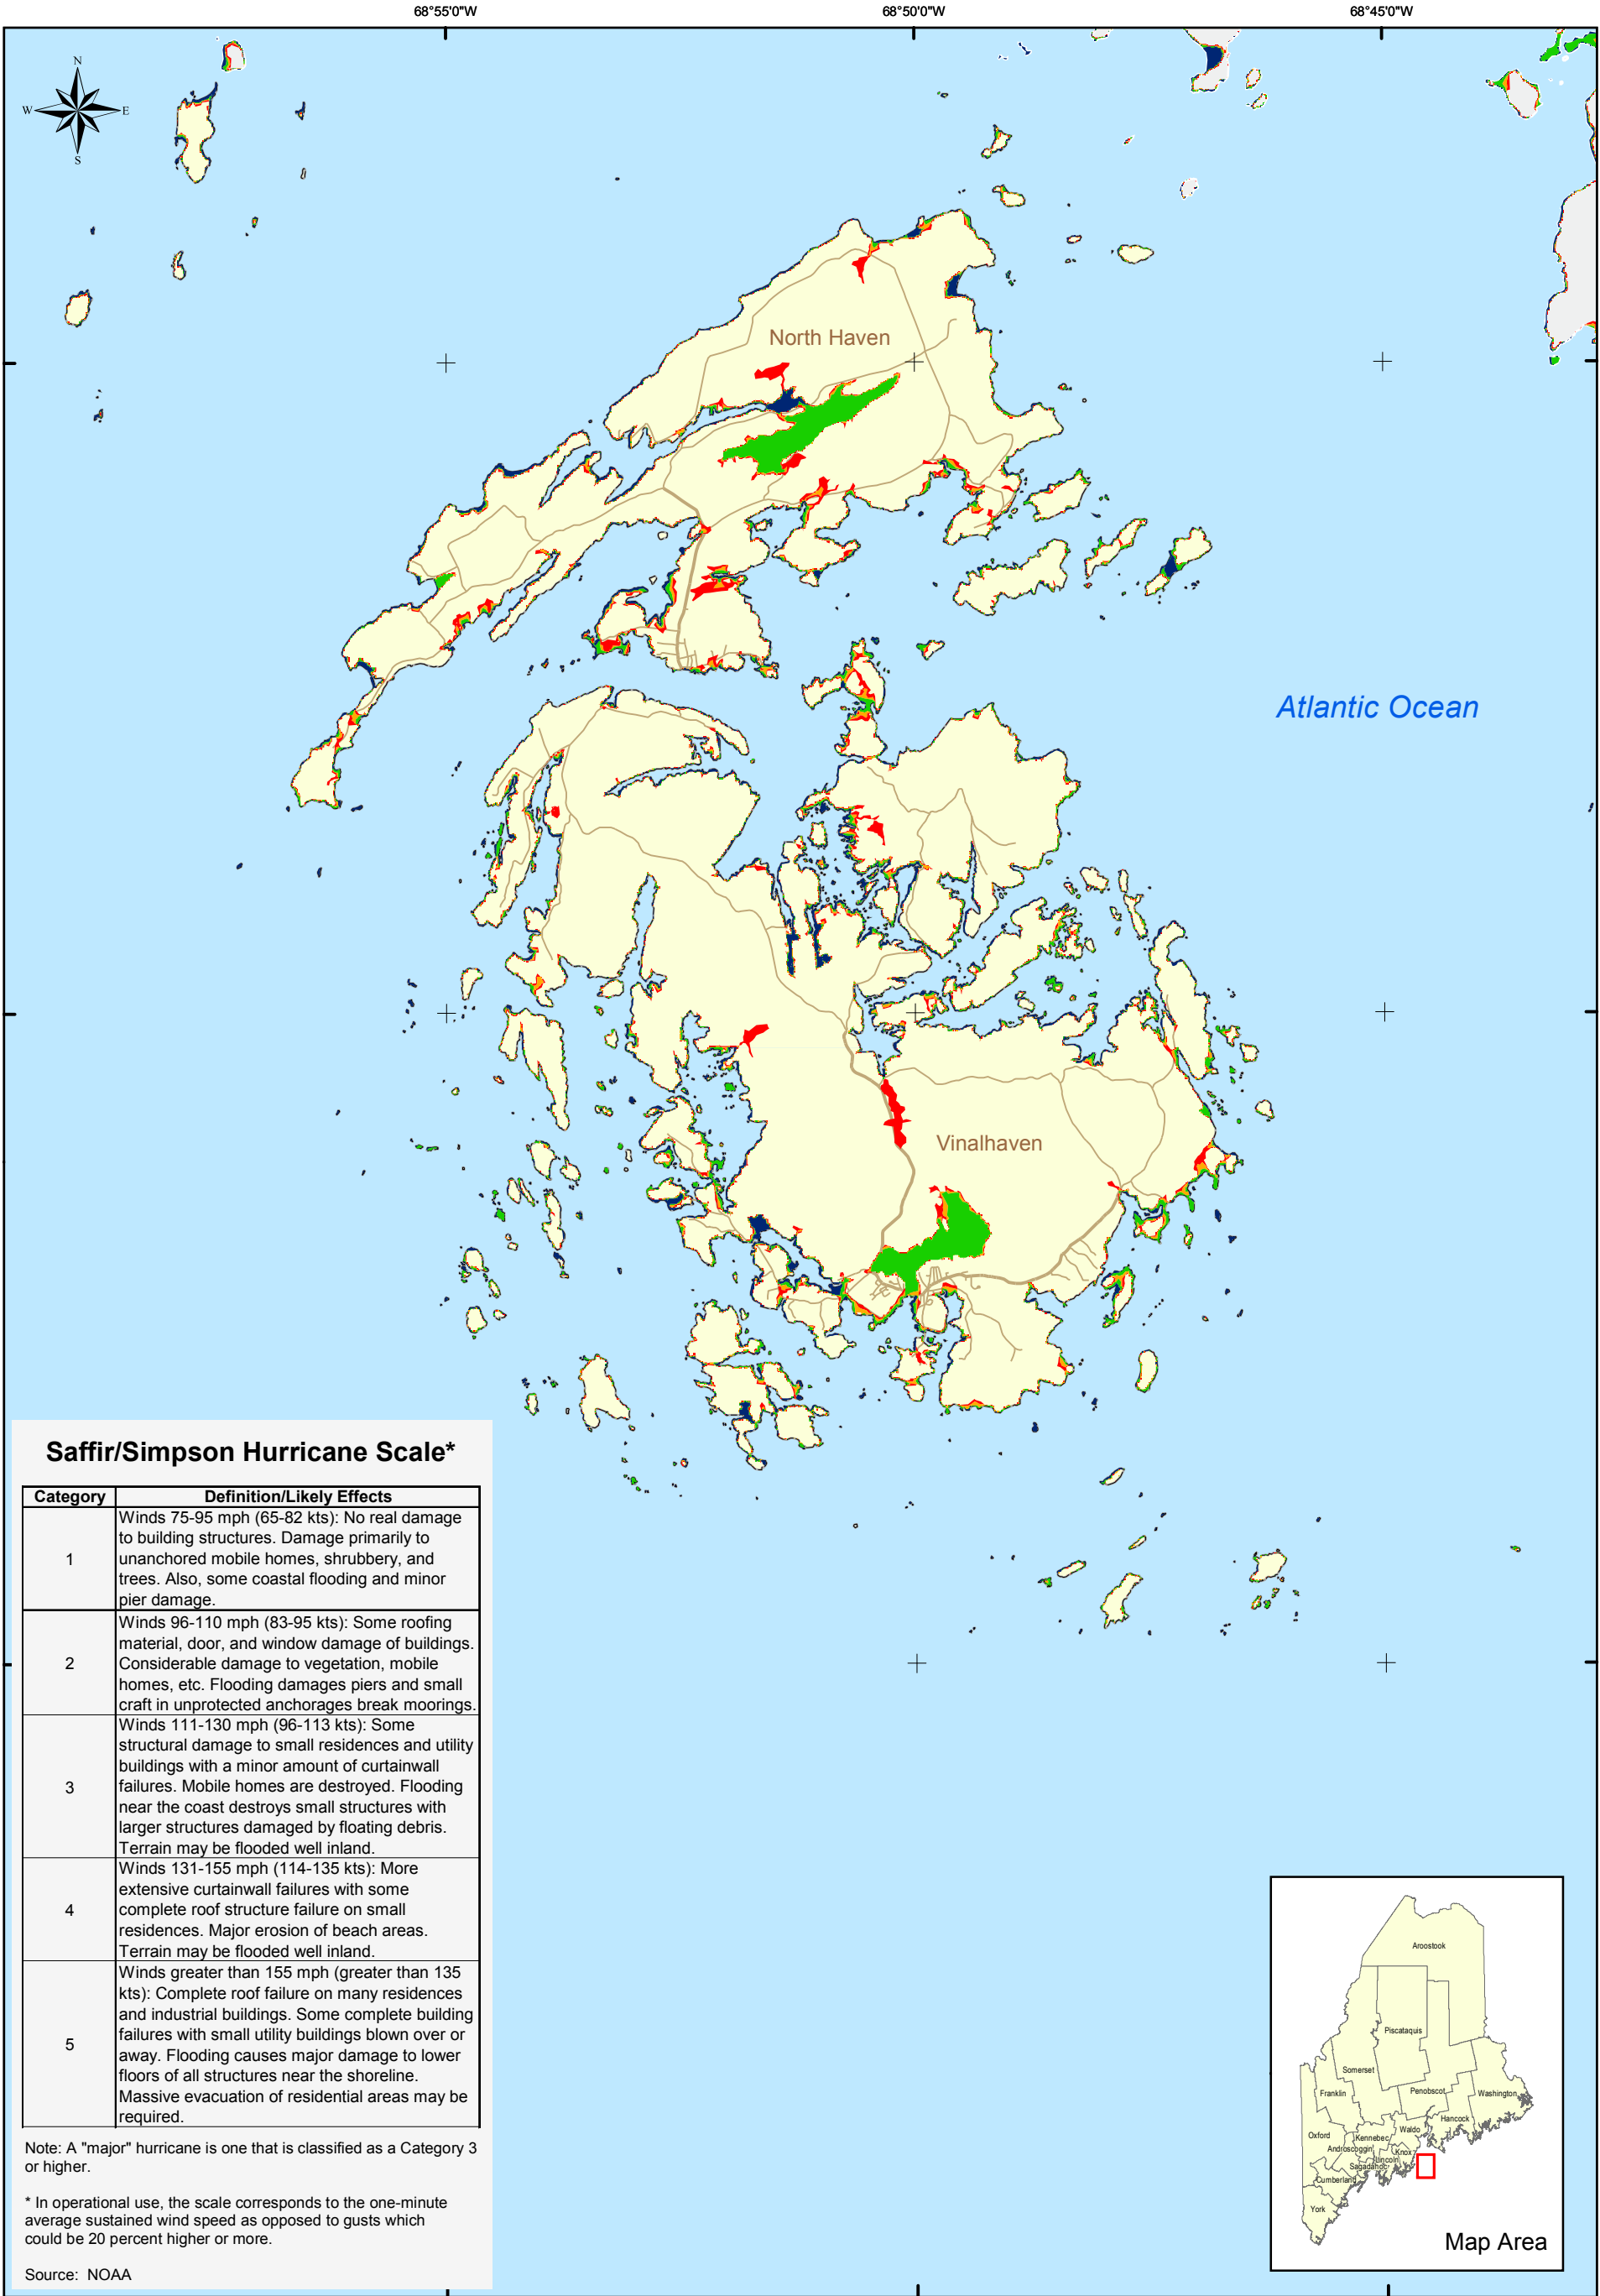 68°55'0"W
68°50'0"W
68°45'0"W
N
W
E
S
North Haven
Atlantic Ocean
Vinalhaven
Saffir/Simpson Hurricane Scale*
Category
Definition/Likely Effects
1
Winds 75-95 mph (65-82 kts): No real damage
to building structures. Damage primarily to
unanchored mobile homes, shrubbery, and
trees. Also, some coastal flooding and minor
pier damage.
2
Winds 96-110 mph (83-95 kts): Some roofing
material, door, and window damage of buildings.
Considerable damage to vegetation, mobile
homes, etc. Flooding damages piers and small
craft in unprotected anchorages break moorings.
3
Winds 111-130 mph (96-113 kts): Some
structural damage to small residences and utility
buildings with a minor amount of curtainwall
failures. Mobile homes are destroyed. Flooding
near the coast destroys small structures with
larger structures damaged by floating debris.
Terrain may be flooded well inland.
4
Winds 131-155 mph (114-135 kts): More
extensive curtainwall failures with some
complete roof structure failure on small
residences. Major erosion of beach areas.
Terrain may be flooded well inland.
5
Winds greater than 155 mph (greater than 135
kts): Complete roof failure on many residences
and industrial buildings. Some complete building
failures with small utility buildings blown over or
away. Flooding causes major damage to lower
floors of all structures near the shoreline.
Massive evacuation of residential areas may be
required.
Note: A "major" hurricane is one that is classified as a Category 3
or higher.
* In operational use, the scale corresponds to the one-minute
average sustained wind speed as opposed to gusts which
could be 20 percent higher or more.
Source: NOAA
Aroostook
Piscataquis
Somerset
Franklin
Penobscot
Washington
Hancock
Waldo
Oxford
Kennebec
Androscoggin
Knox
Lincoln
Sagadahoc
Cumberland
York
Map Area